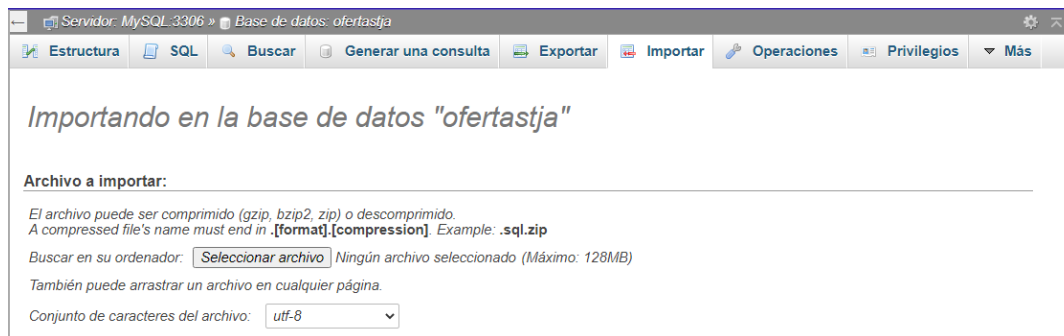 Servidor: MySQL:3306 » Base de datos: ofertastja
Estructura SQL Buscar Generar una consulta Exportar Importar Operaciones Privilegios Más
Importando en la base de datos "ofertastja"
Archivo a importar:
El archivo puede ser comprimido (gzip, bzip2, zip) o descomprimido.
A compressed file's name must end in .[format].[compression]. Example: .sql.zip
Buscar en su ordenador: Seleccionar archivo Ningún archivo seleccionado (Máximo: 128MB)
También puede arrastrar un archivo en cualquier página.
Conjunto de caracteres del archivo: utf-8